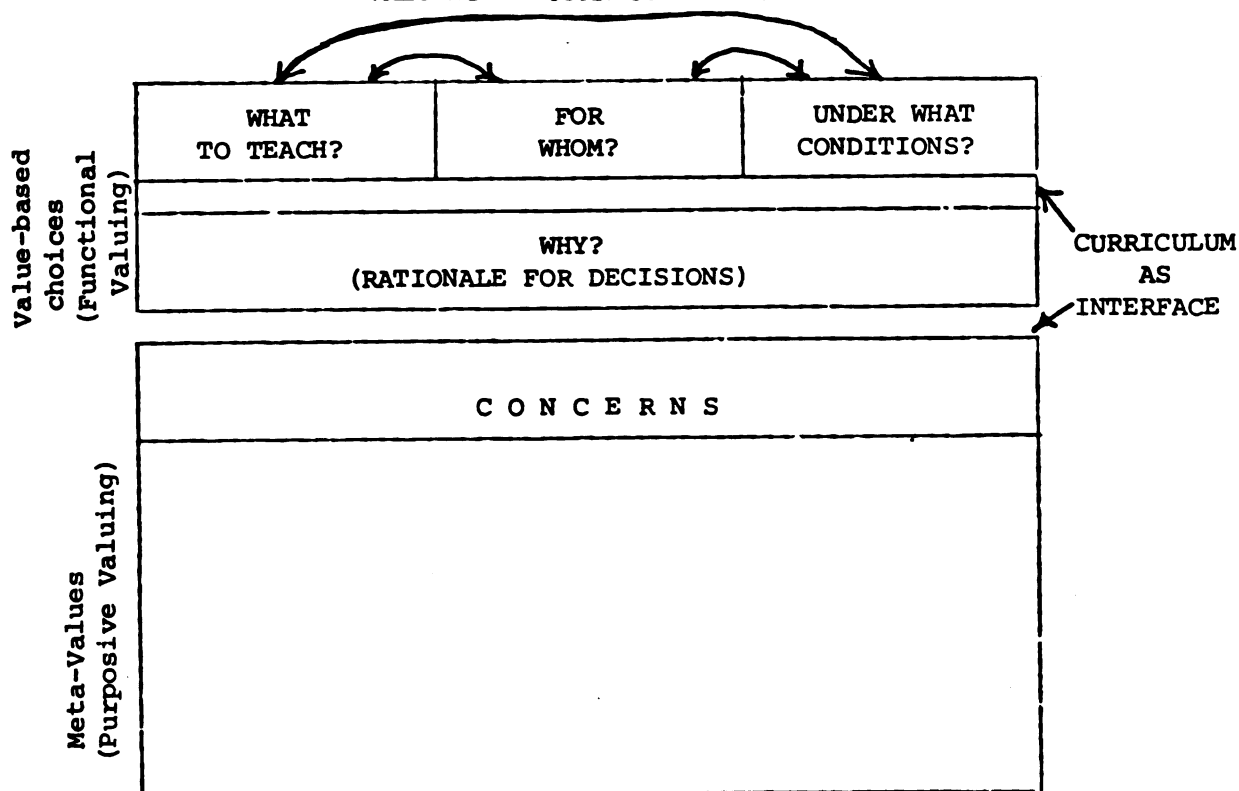 WHAT
TO TEACH?
FOR
WHOM?
UNDER WHAT
CONDITIONS?
Value-based
choices
(Functional
Valuing)
WHY?
(RATIONALE FOR DECISIONS)
CURRICULUM
AS
INTERFACE
C O N C E R N S
Meta-Values
(Purposive Valuing)